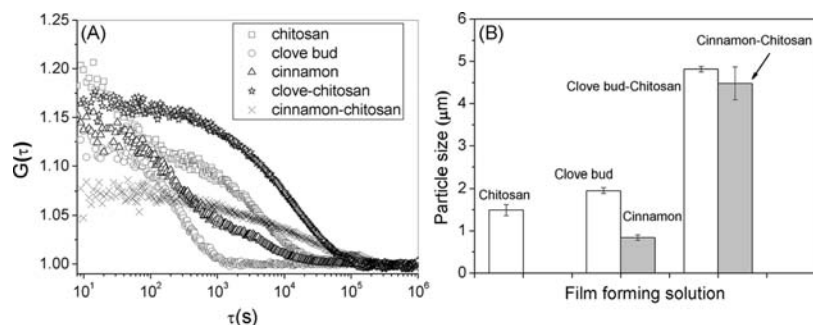 (A)
chitosan
clove bud
cinnamon
clove-chitosan
cinnamon-chitosan
1.25
1.20
1.15
1.10
1.05
1.00
G(τ)
10¹ 10² 10³ 10⁴ 10⁵ 10⁶
τ(s)
(B)
Cinnamon-Chitosan
Clove bud-Chitosan
Clove bud
Chitosan
Cinnamon
6
5
4
3
2
1
0
Particle size (μm)
Film forming solution